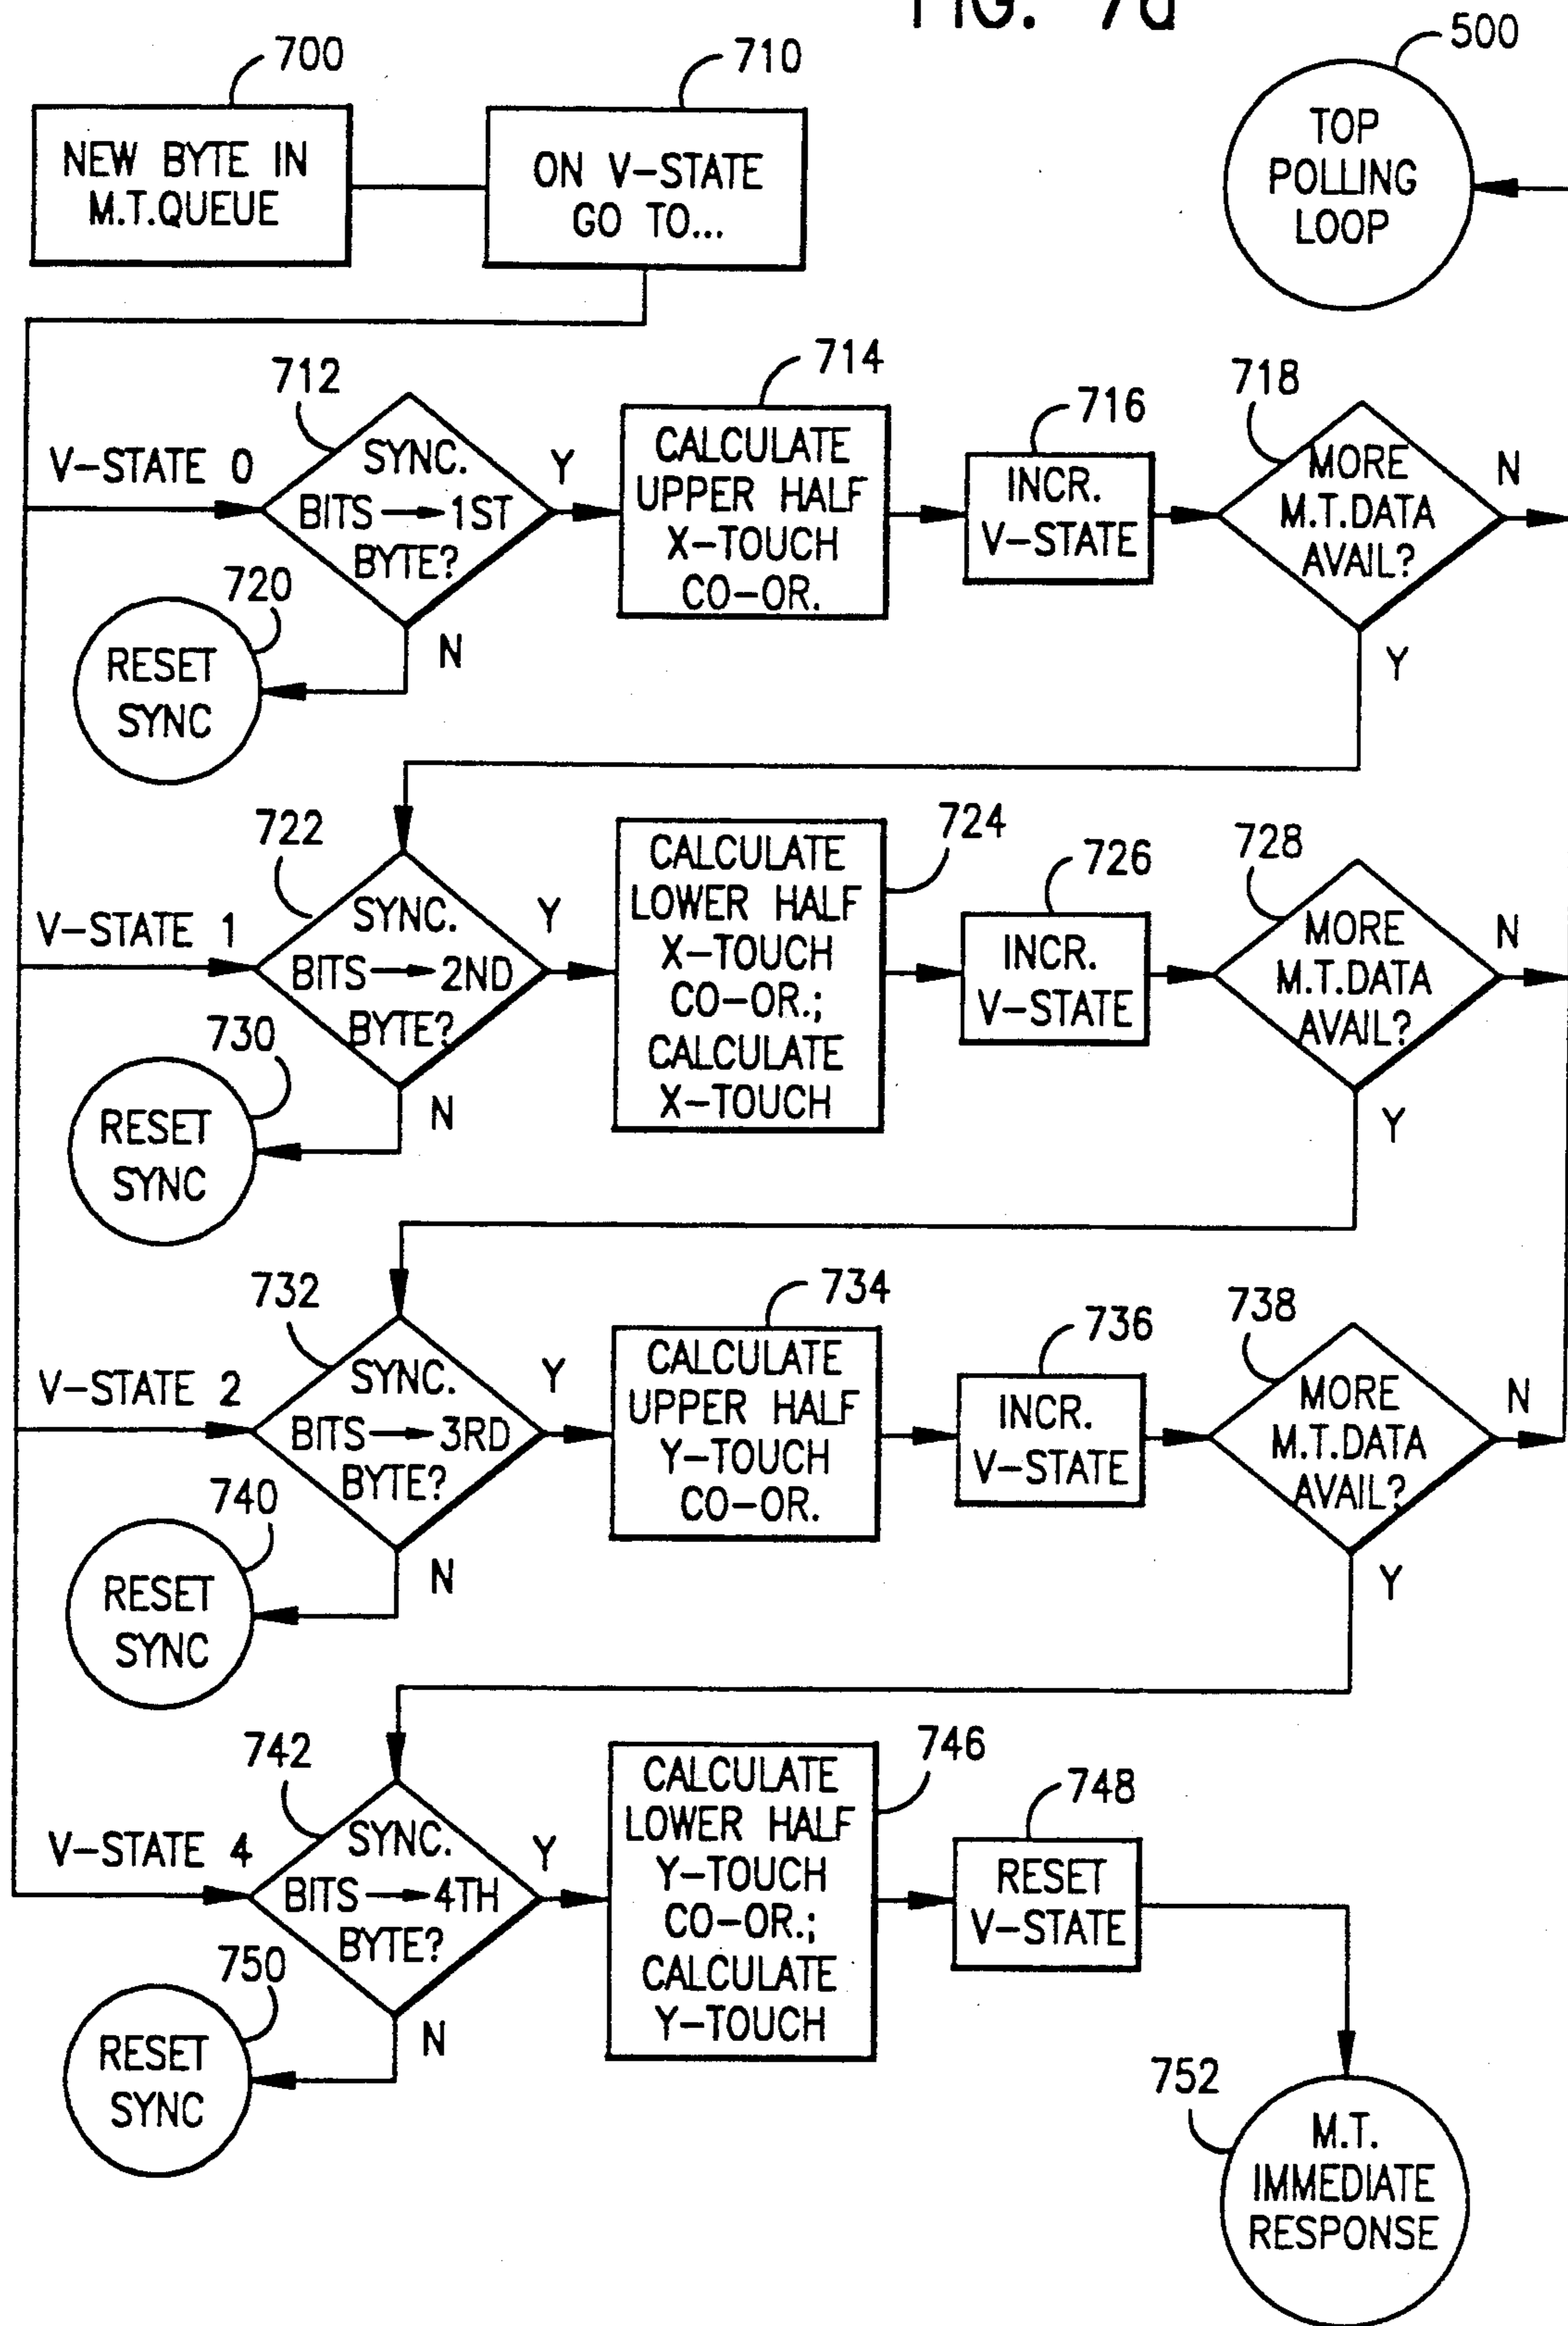 FIG. 7a
700
710
500
NEW BYTE IN
M.T.QUEUE
ON V-STATE
GO TO...
TOP
POLLING
LOOP
712
714
716
718
V-STATE 0
SYNC.
BITS → 1ST
BYTE?
Y
N
CALCULATE
UPPER HALF
X-TOUCH
CO-OR.
INCR.
V-STATE
MORE
M.T.DATA
AVAIL?
N
Y
720
RESET
SYNC
722
724
726
728
V-STATE 1
SYNC.
BITS → 2ND
BYTE?
Y
N
CALCULATE
LOWER HALF
X-TOUCH
CO-OR.;
CALCULATE
X-TOUCH
INCR.
V-STATE
MORE
M.T.DATA
AVAIL?
N
Y
730
RESET
SYNC
732
734
736
738
V-STATE 2
SYNC.
BITS → 3RD
BYTE?
Y
N
CALCULATE
UPPER HALF
Y-TOUCH
CO-OR.
INCR.
V-STATE
MORE
M.T.DATA
AVAIL?
N
Y
740
RESET
SYNC
742
746
748
V-STATE 4
SYNC.
BITS → 4TH
BYTE?
Y
N
CALCULATE
LOWER HALF
Y-TOUCH
CO-OR.;
CALCULATE
Y-TOUCH
RESET
V-STATE
750
RESET
SYNC
752
M.T.
IMMEDIATE
RESPONSE